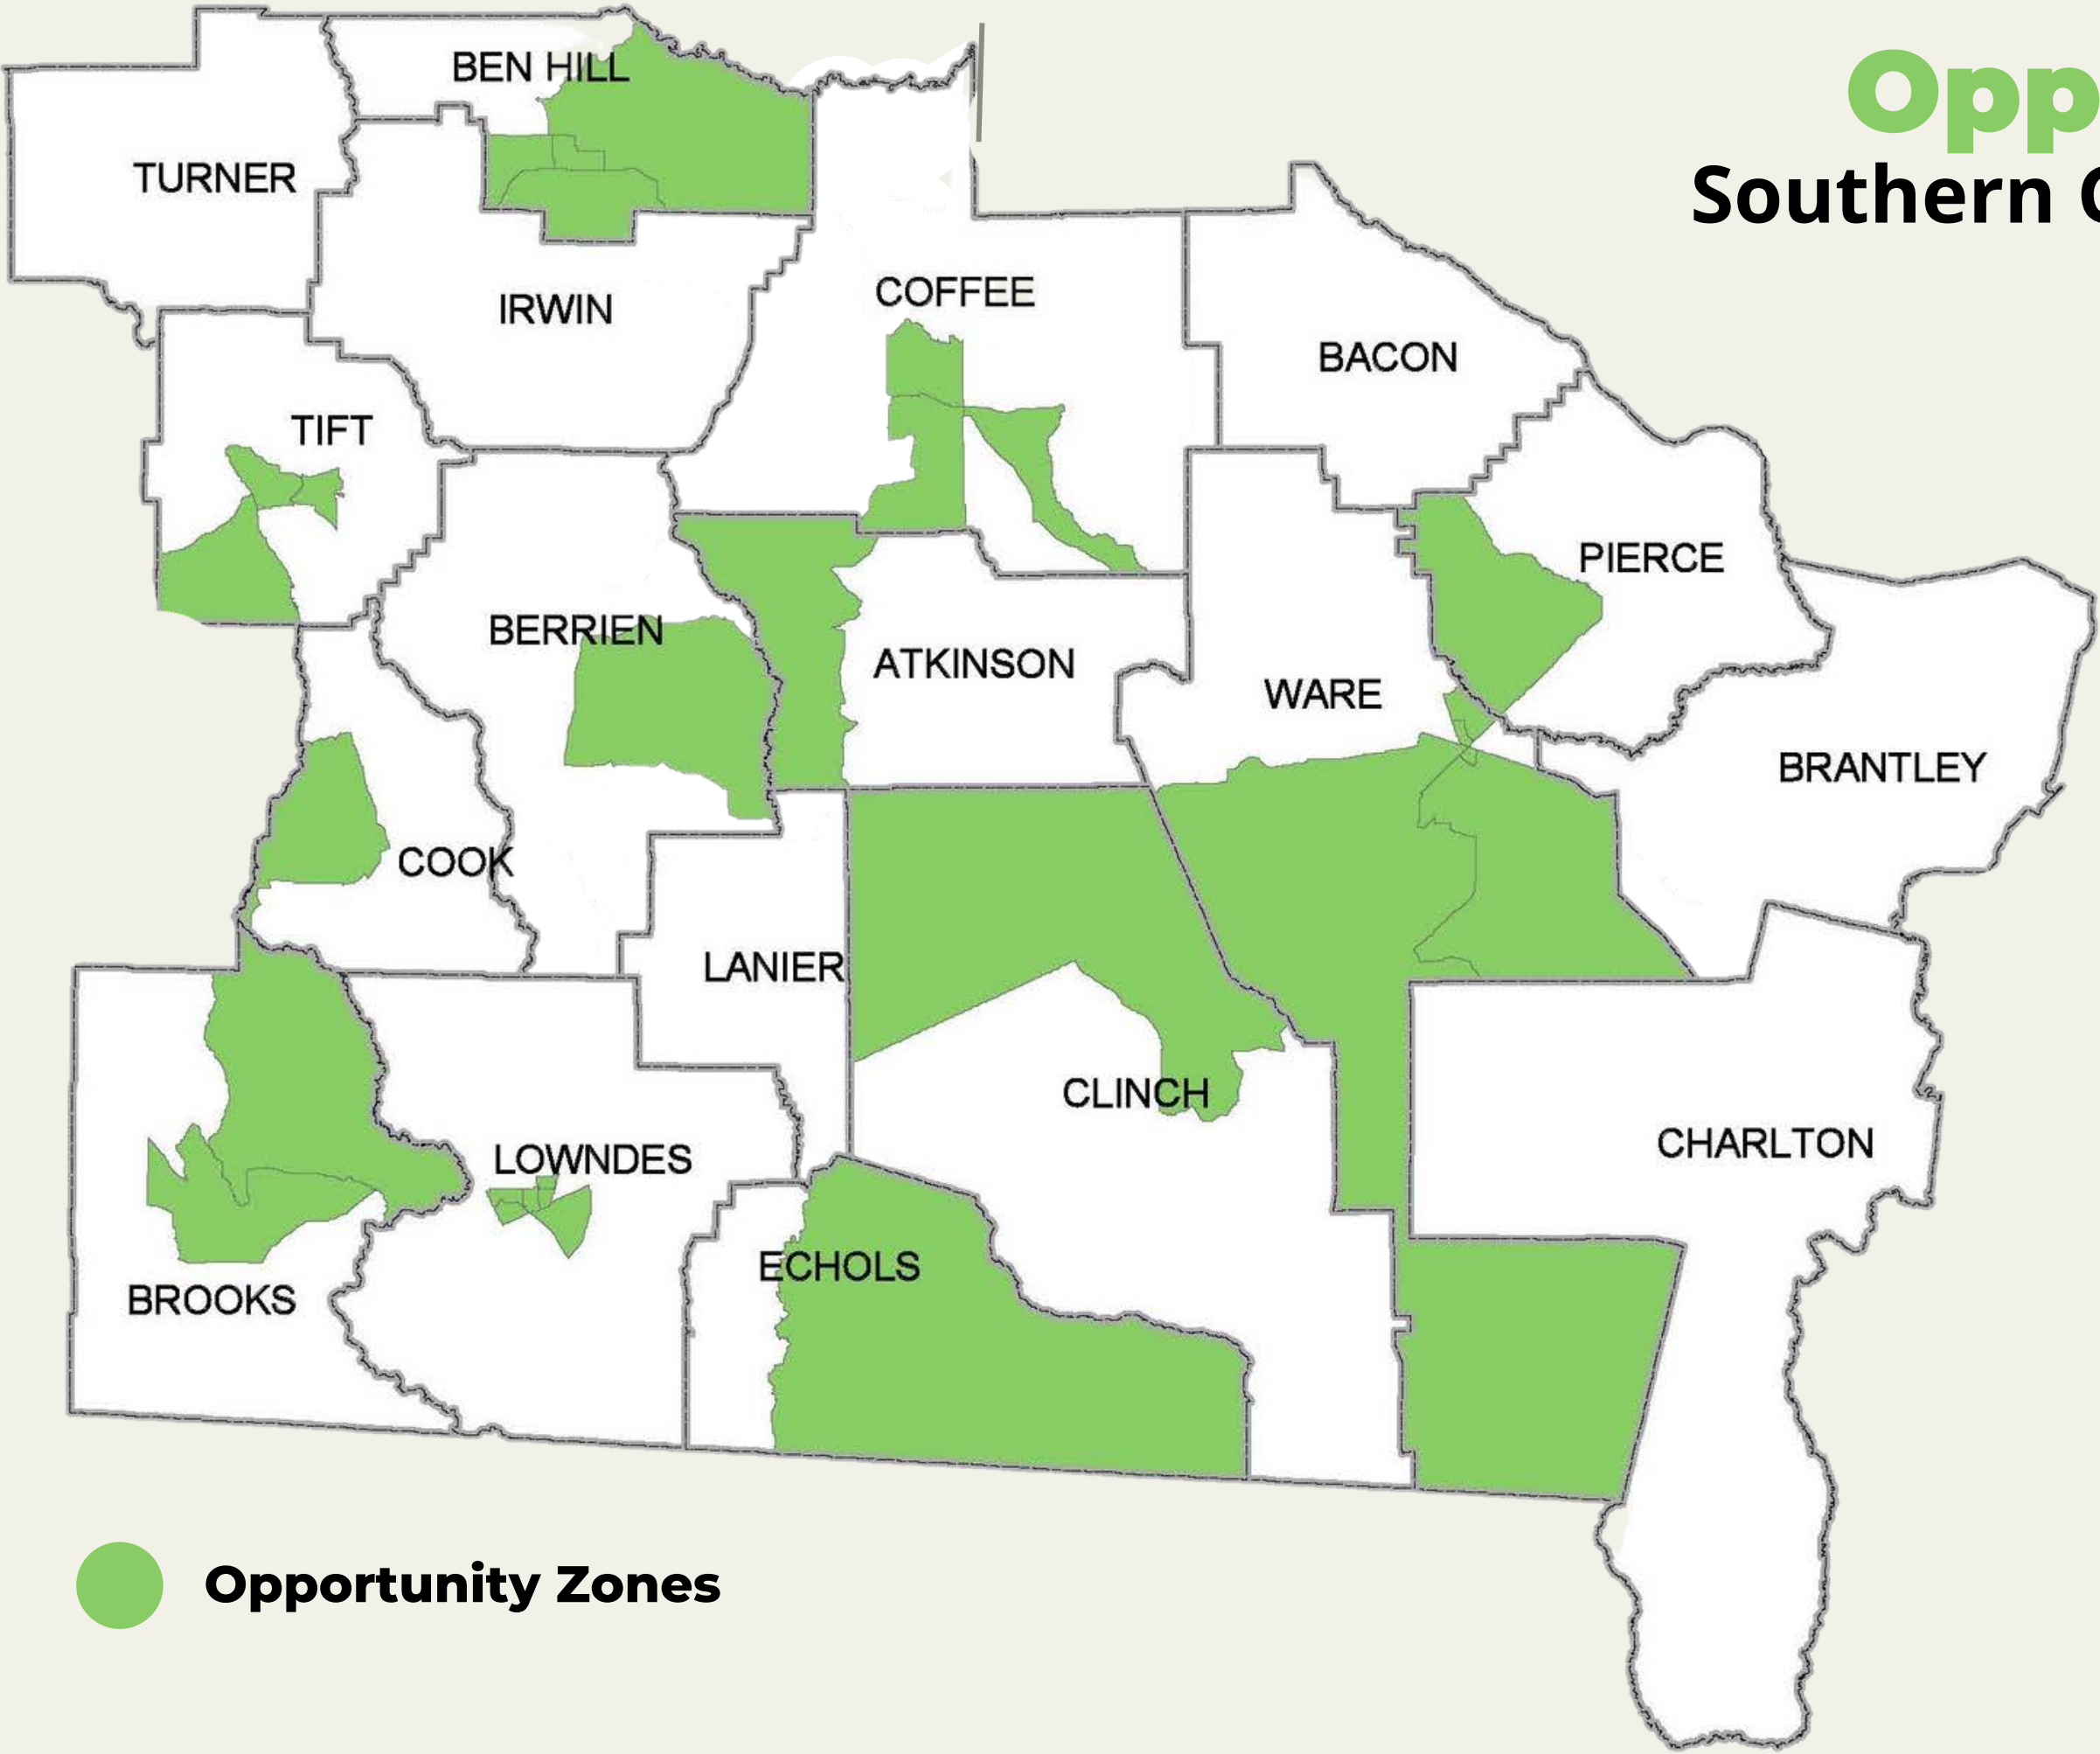 Opp
Southern
BEN HILL
TURNER
COFFEE
IRWIN
BACON
TIFT
PIERCE
BERRIEN
ATKINSON
WARE
BRANTLEY
COOK
LANIER
CLINCH
CHARLTON
LOWNDES
ECHOLS
BROOKS
Opportunity Zones